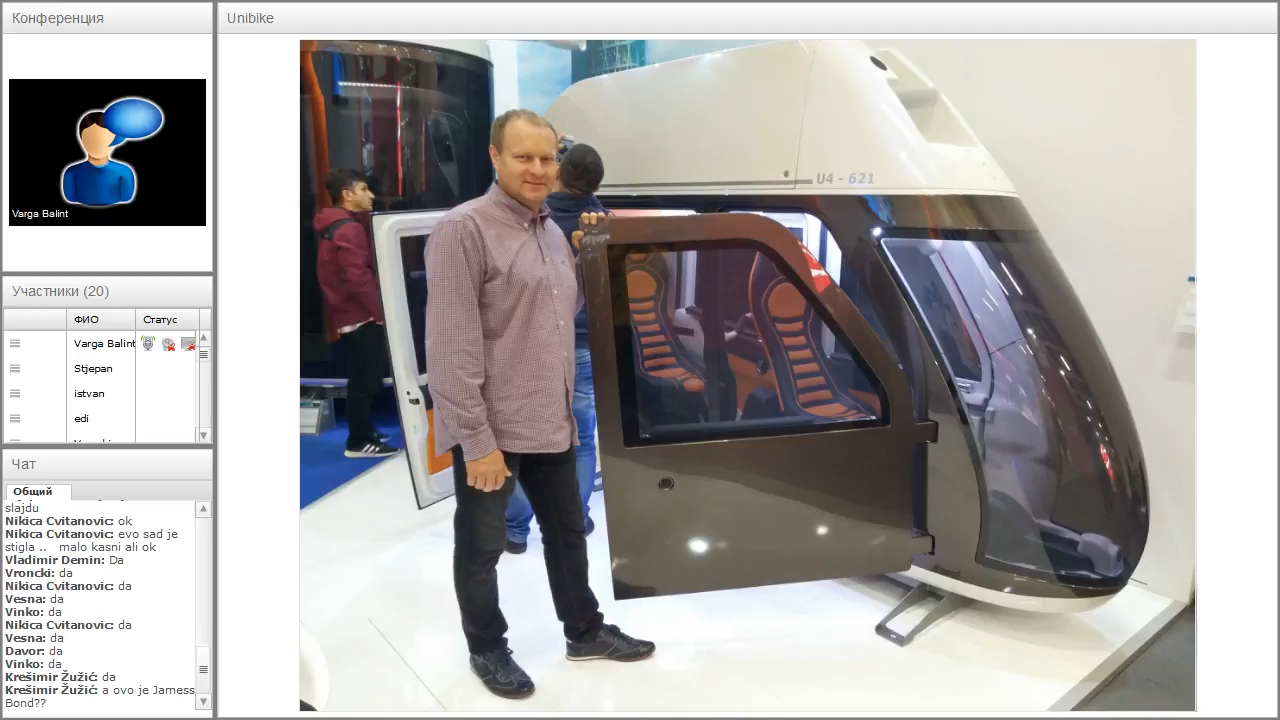 Конференция
Varga Balint
Участники (20)
ФИО
Статус
Varga Balint
Stjepan
istvan
edi
Чат
Общий
slajdu
Nikica Cvitanovic: ok
Nikica Cvitanovic: evo sad je
stigla .. malo kasni ali ok
Vladimir Demin: Da
Vroncki: da
Nikica Cvitanovic: da
Vesna: da
Vinko: da
Nikica Cvitanovic: da
Vesna: da
Davor: da
Vinko: da
Krešimir Žužić: da
Krešimir Žužić: a ovo je Jamess
Bond??
Unibike
U4 - 621